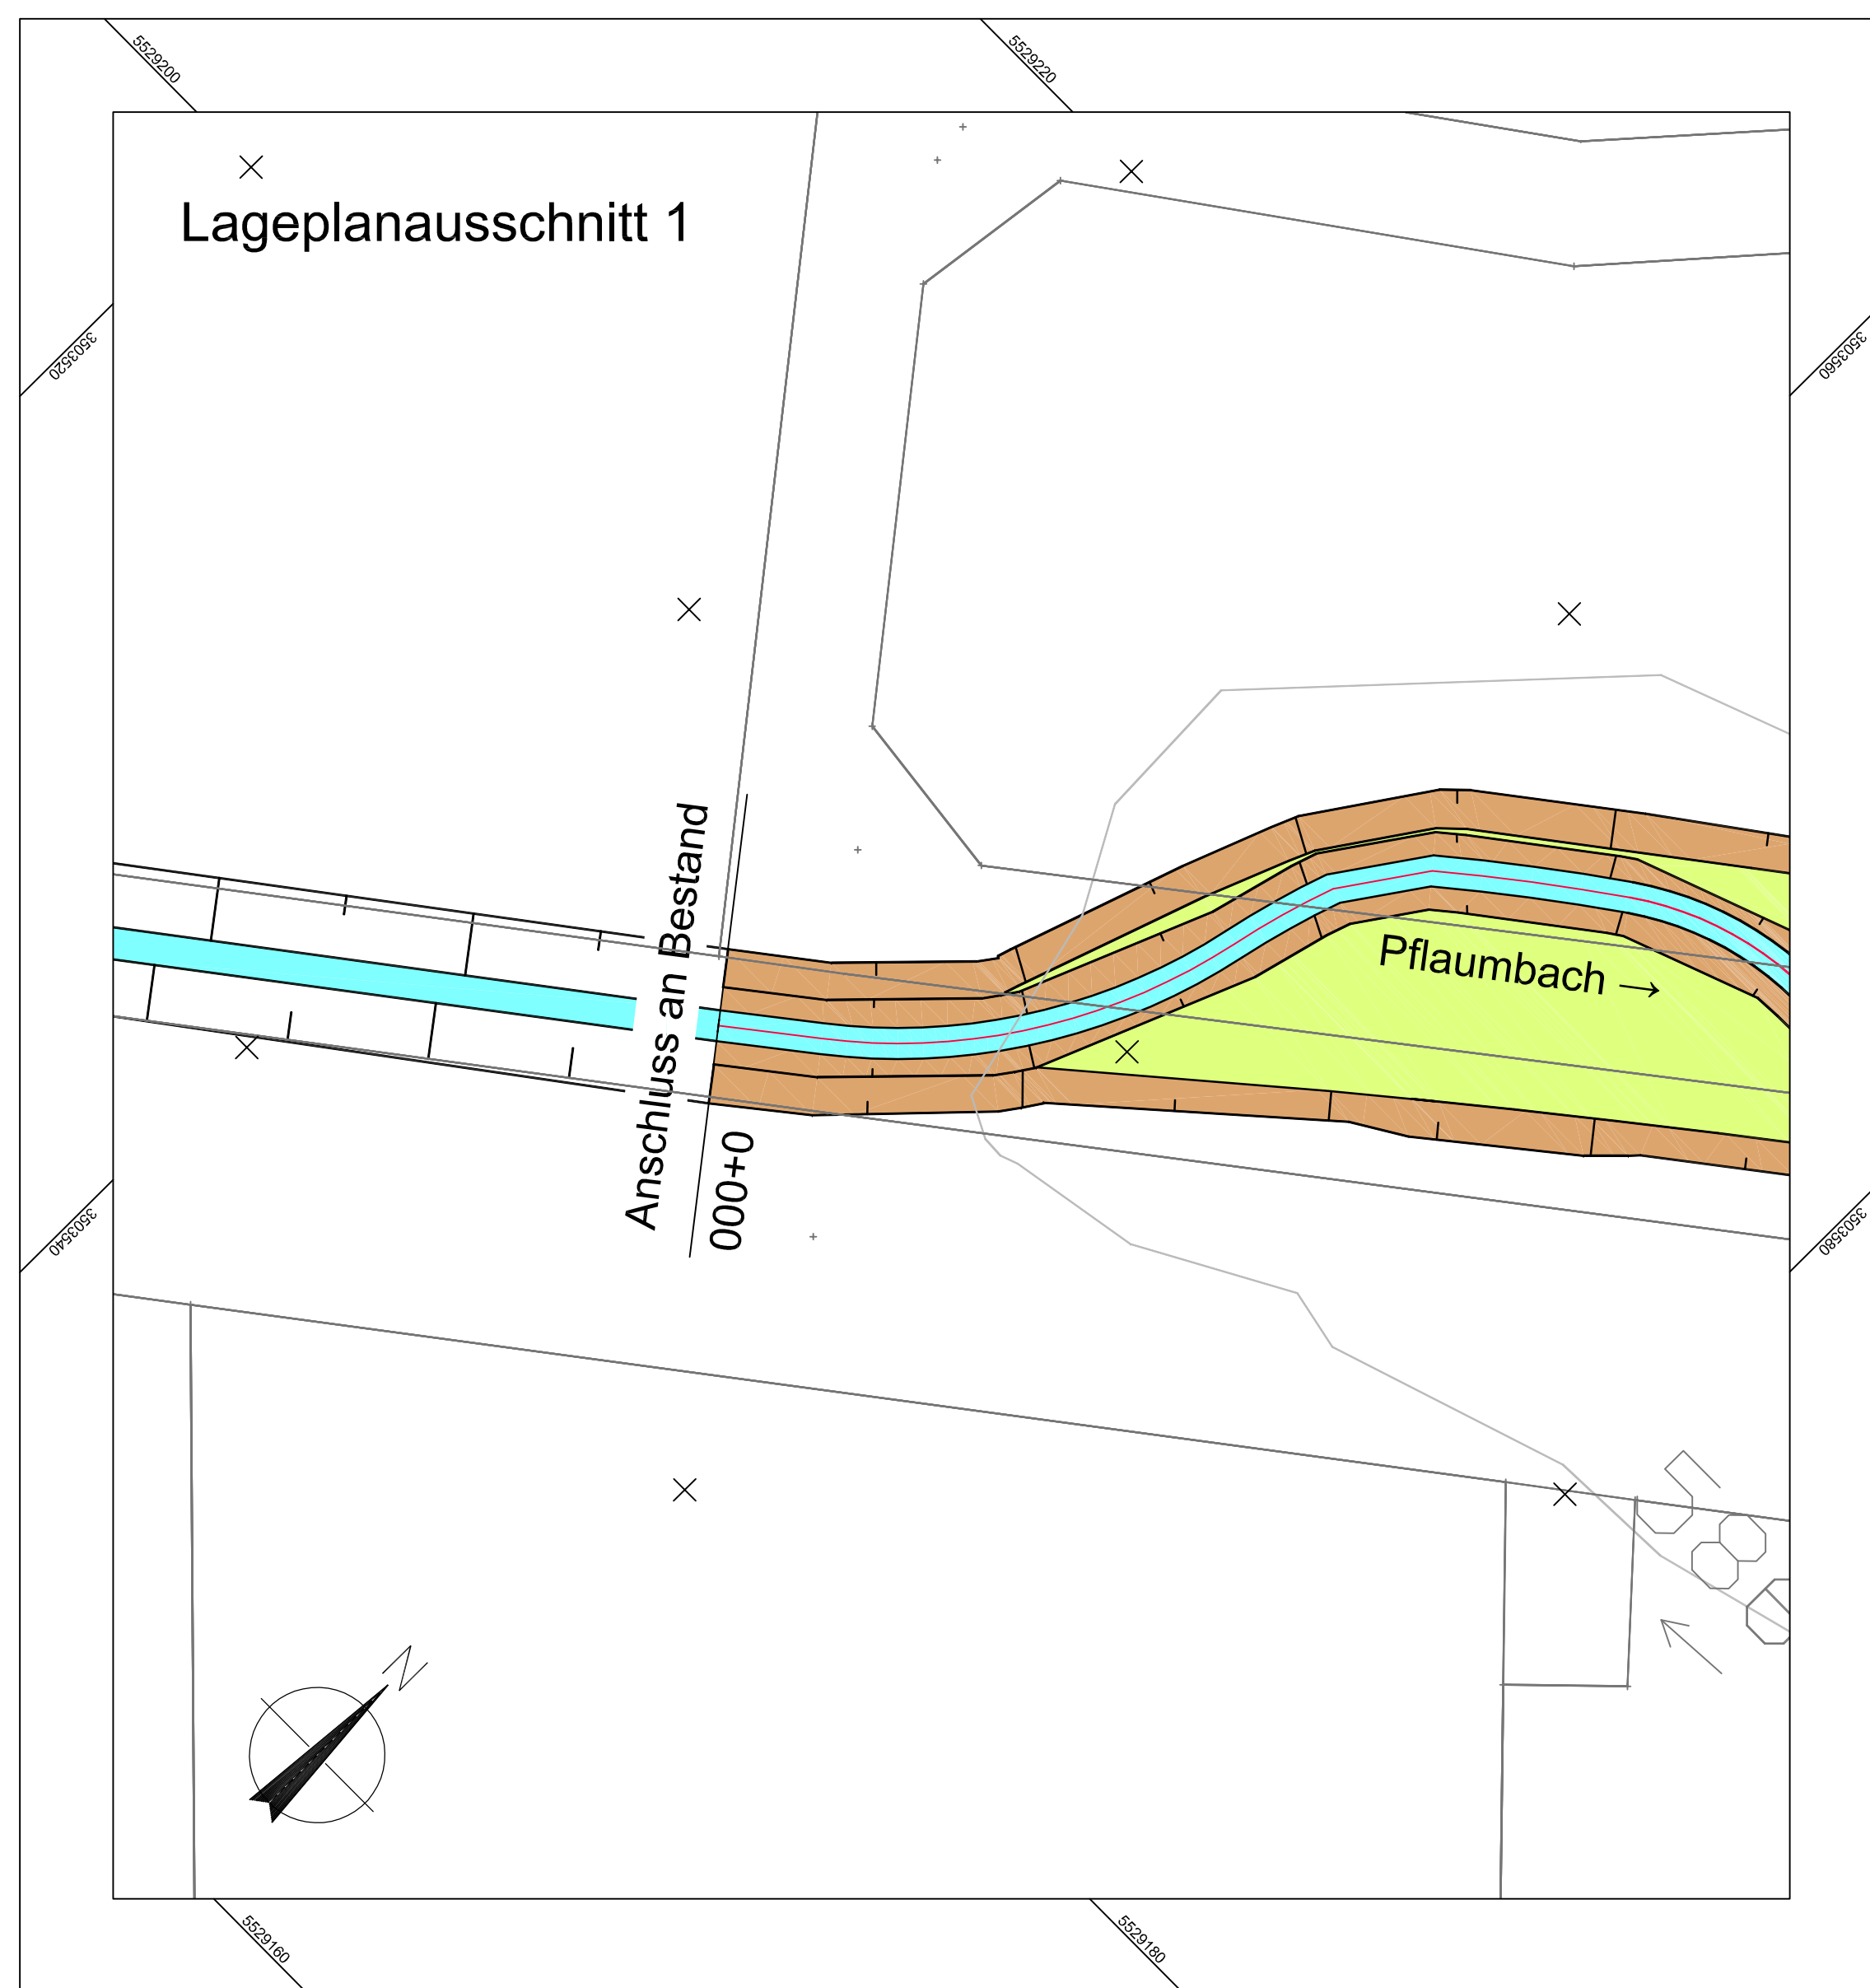 5529200
5529220
Lageplanausschnitt 1
3503520
3503560
Anschluss an Bestand
Pflaumbach →
0+000
3503540
3503580
N
5529160
5529180